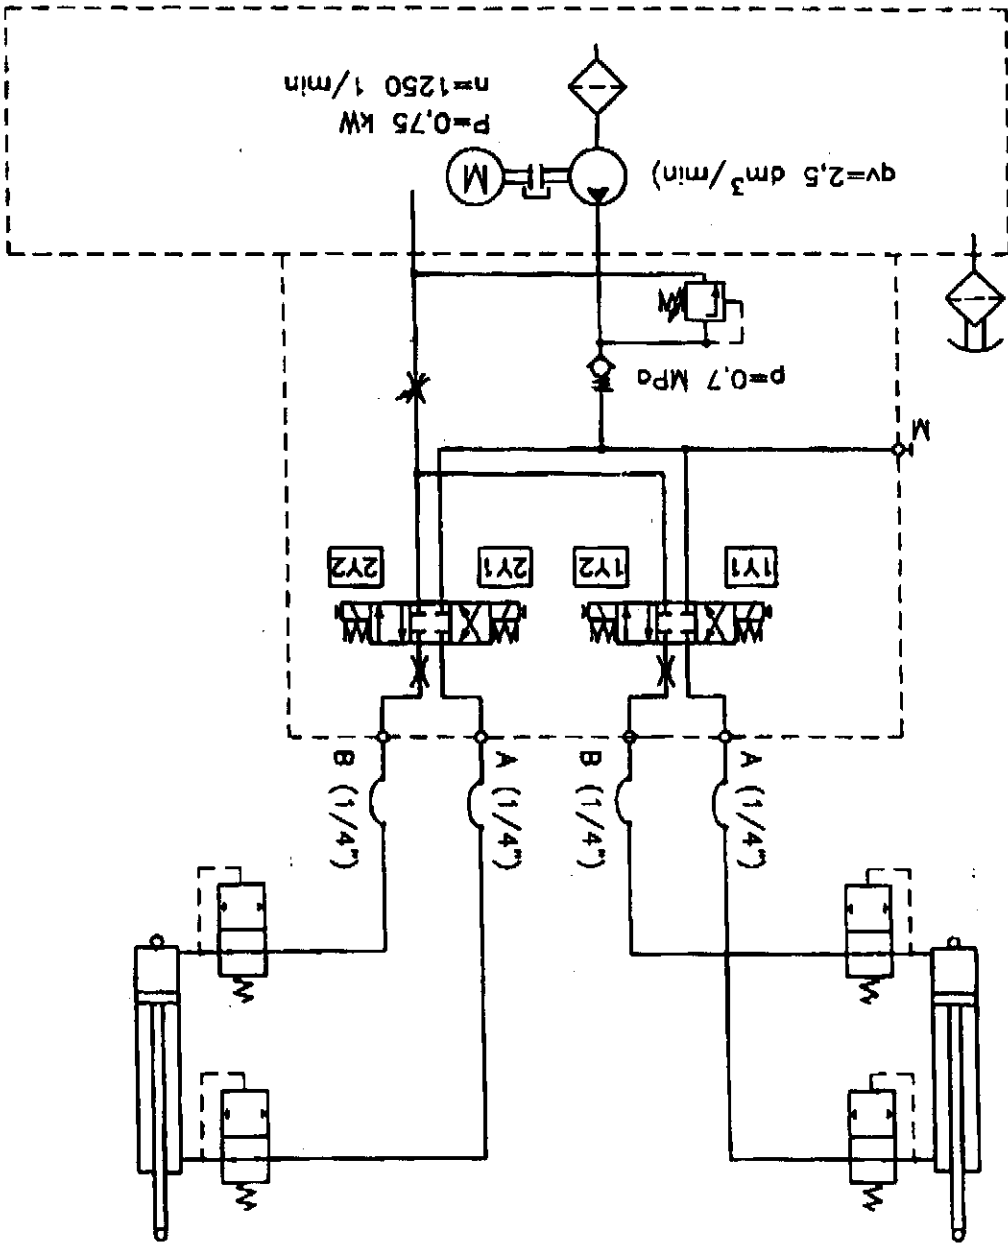 A (1/4")
B (1/4")
A (1/4")
B (1/4")
1Y1
1Y2
2Y1
2Y2
M
p=0,7 MPa
qv=2,5 dm³/min)
M
P=0,75 kW
n=1250 1/min